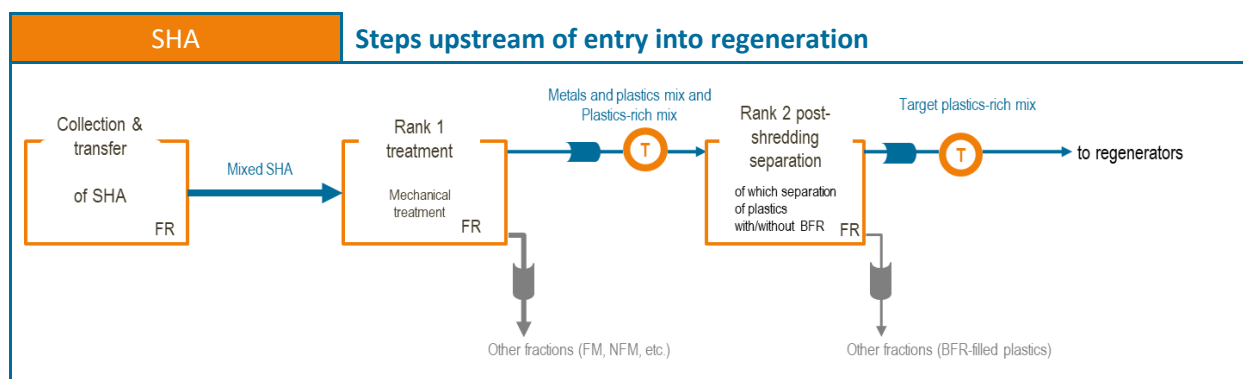 SHA
Steps upstream of entry into regeneration
Collection &
transfer
of SHA
FR
Mixed SHA
Rank 1
treatment
Mechanical
treatment
FR
Metals and plastics mix and
Plastics-rich mix
T
Rank 2 post-
shredding
separation
of which separation
of plastics
with/without BFR
FR
Target plastics-rich mix
T
to regenerators
Other fractions (FM, NFM, etc.)
Other fractions (BFR-filled plastics)